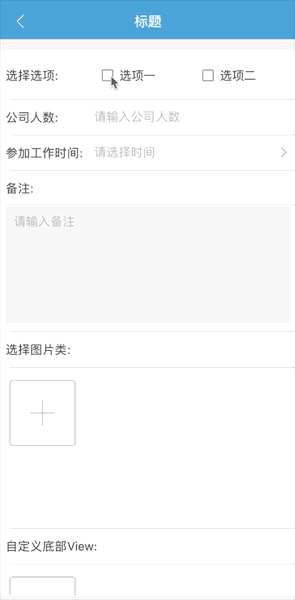 标题
选择选项: 选项一 选项二
公司人数: 请输入公司人数
参加工作时间: 请选择时间
备注:
请输入备注
选择图片类:
自定义底部View: